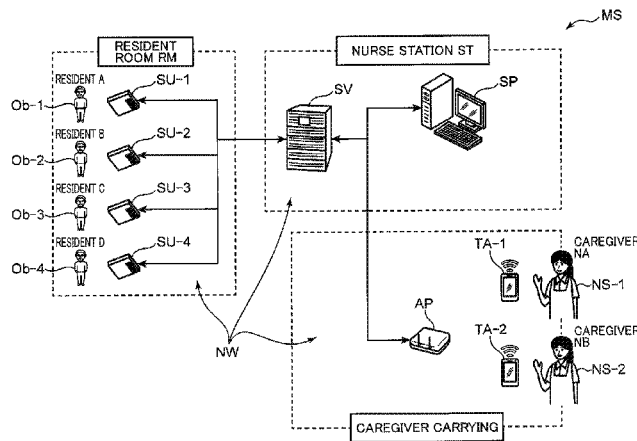 MS
RESIDENT
ROOM RM
NURSE STATION ST
RESIDENT A
SU-1
Ob-1
RESIDENT B
SU-2
Ob-2
RESIDENT C
SU-3
Ob-3
RESIDENT D
SU-4
Ob-4
SV
SP
NW
AP
TA-1
CAREGIVER
NA
NS-1
TA-2
CAREGIVER
NB
NS-2
CAREGIVER CARRYING